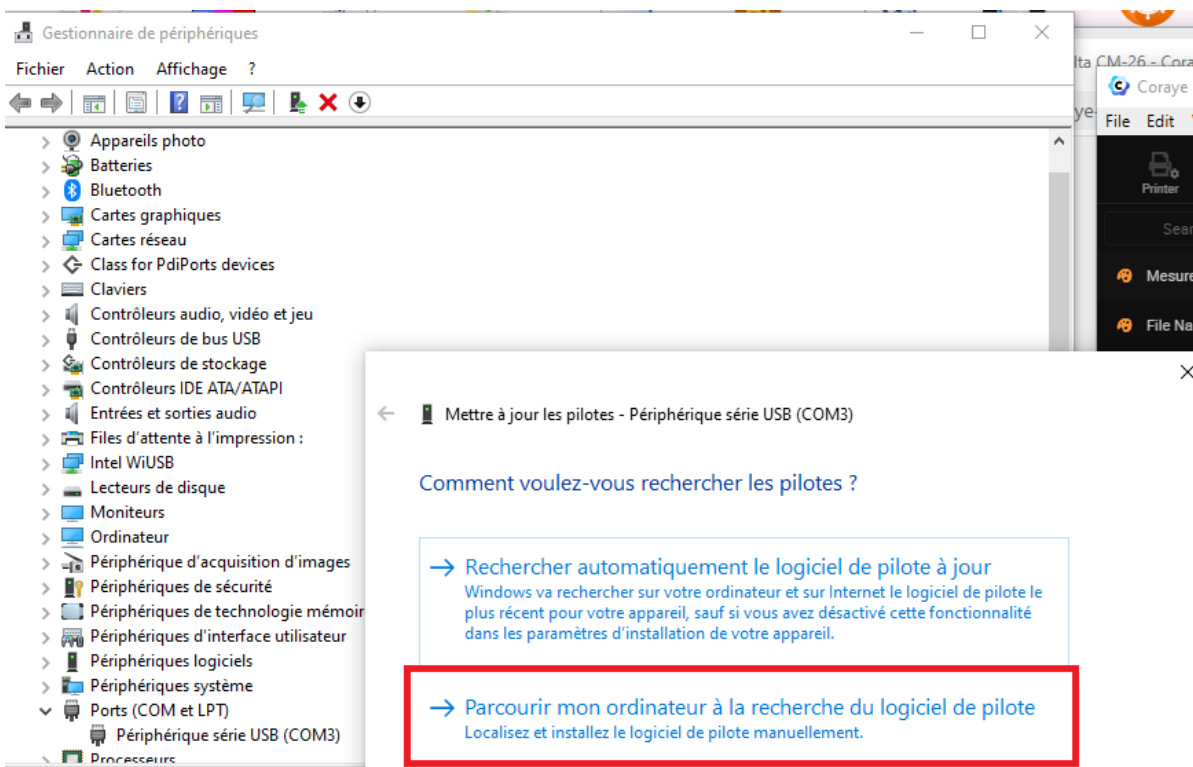 Gestionnaire de périphériques
Fichier Action Affichage ?
lta CM-26 - Cora
Coraye
ye-
File Edit
Printer
Sear
Mesure
File Na
Appareils photo
Batteries
Bluetooth
Cartes graphiques
Cartes réseau
Class for PdiPorts devices
Claviers
Contrôleurs audio, vidéo et jeu
Contrôleurs de bus USB
Contrôleurs de stockage
Contrôleurs IDE ATA/ATAPI
Entrées et sorties audio
Files d'attente à l'impression :
Intel WiUSB
Lecteurs de disque
Moniteurs
Ordinateur
Périphérique d'acquisition d'images
Périphériques de sécurité
Périphériques de technologie mémoir
Périphériques d'interface utilisateur
Périphériques logiciels
Périphériques système
Ports (COM et LPT)
Périphérique série USB (COM3)
Processeurs
Mettre à jour les pilotes - Périphérique série USB (COM3)
Comment voulez-vous rechercher les pilotes ?
Rechercher automatiquement le logiciel de pilote à jour
Windows va rechercher sur votre ordinateur et sur Internet le logiciel de pilote le
plus récent pour votre appareil, sauf si vous avez désactivé cette fonctionnalité
dans les paramètres d'installation de votre appareil.
Parcourir mon ordinateur à la recherche du logiciel de pilote
Localisez et installez le logiciel de pilote manuellement.